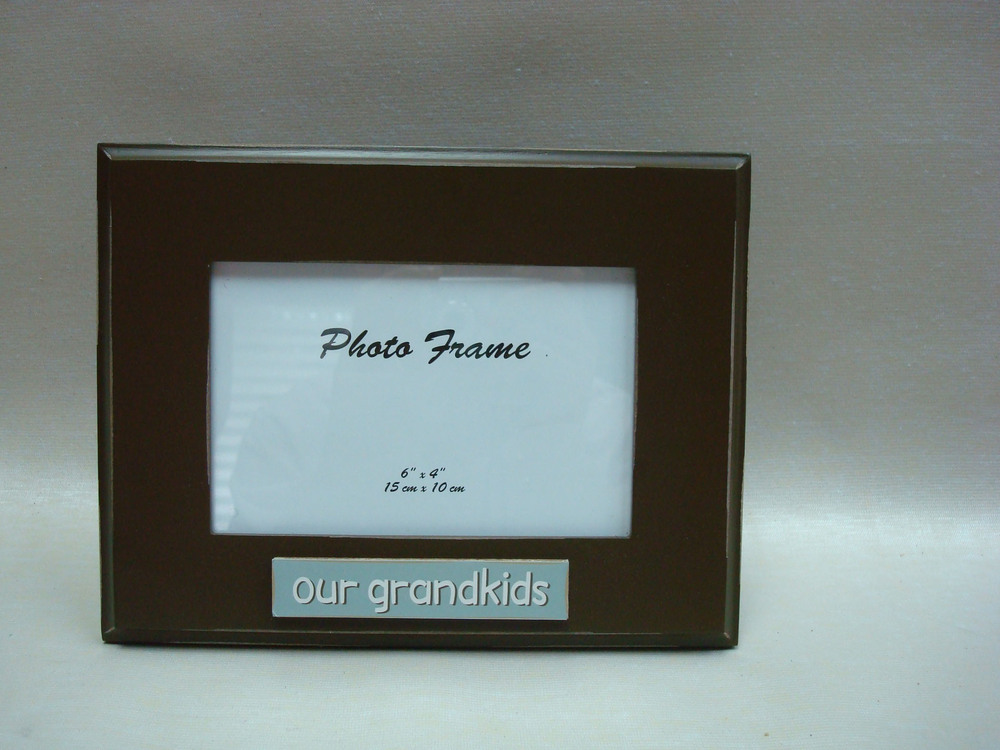 Photo Frame
6" x 4"
15 cm x 10 cm
our grandkids